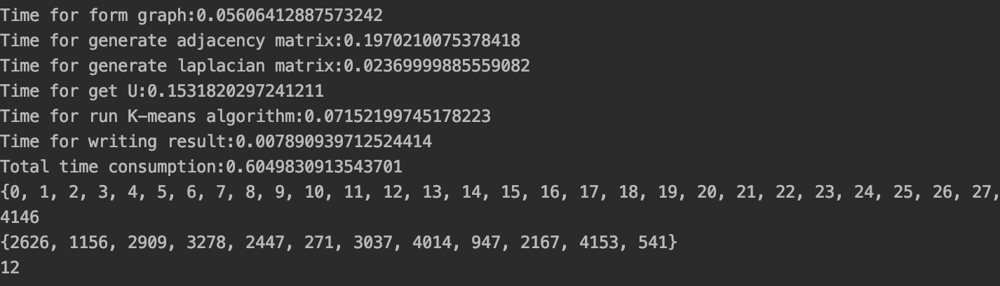 Time for form graph:0.05606412887573242
Time for generate adjacency matrix:0.1970210075378418
Time for generate laplacian matrix:0.02369999885559082
Time for get U:0.1531820297241211
Time for run K-means algorithm:0.07152199745178223
Time for writing result:0.007890939712524414
Total time consumption:0.6049830913543701
{0, 1, 2, 3, 4, 5, 6, 7, 8, 9, 10, 11, 12, 13, 14, 15, 16, 17, 18, 19, 20, 21, 22, 23, 24, 25, 26, 27,
4146
{2626, 1156, 2909, 3278, 2447, 271, 3037, 4014, 947, 2167, 4153, 541}
12